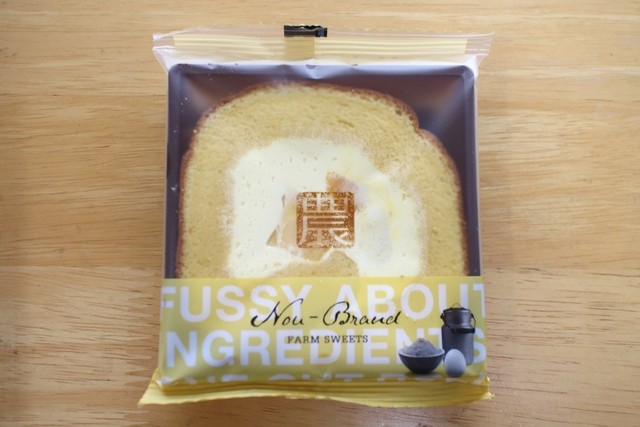 農
FUSSY ABOUT
Nou-Brand
FARM SWEETS
INGREDIENTS